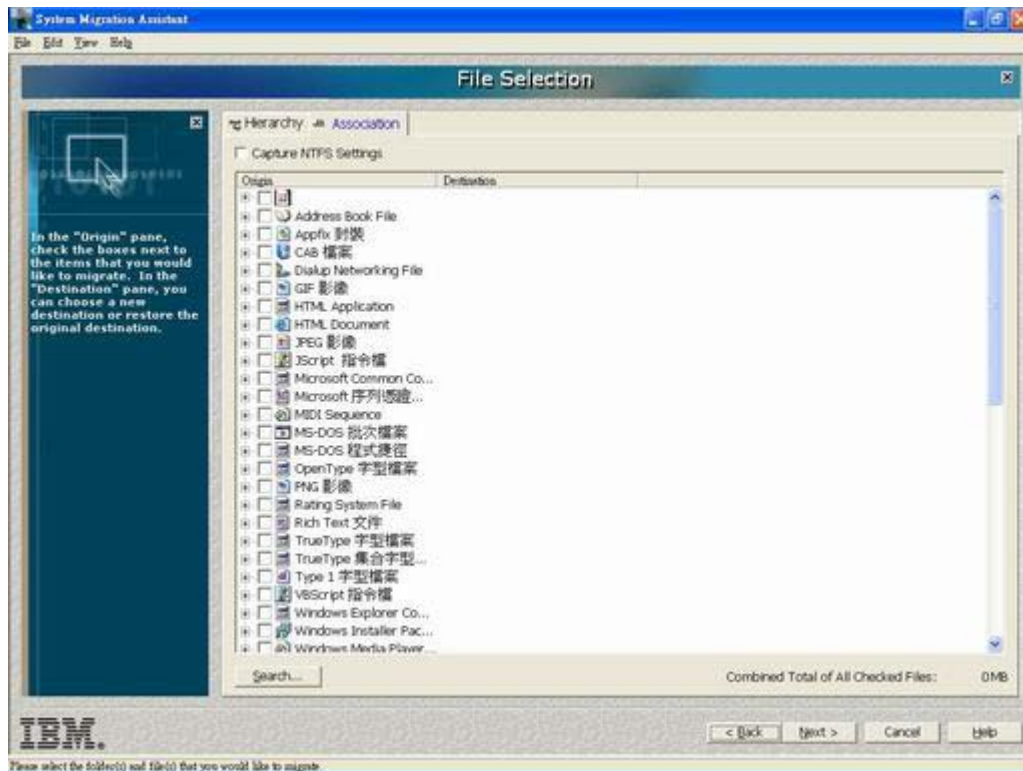 System Migration Assistant
File Edit View Help
File Selection
In the "Origin" pane,
check the boxes next to
the items that you would
like to migrate. In the
"Destination" pane, you
can choose a new
destination or restore the
original destination.
Hierarchy Association
Capture NTFS Settings
Origin Destination
Address Book File
Appfix 封裝
CAB 檔案
Dialup Networking File
GIF 影像
HTML Application
HTML Document
JPEG 影像
JScript 指令檔
Microsoft Common Co...
Microsoft 序列憑證...
MIDI Sequence
MS-DOS 批次檔案
MS-DOS 程式捷徑
OpenType 字型檔案
PNG 影像
Rating System File
Rich Text 文件
TrueType 字型檔案
TrueType 集合字型...
Type 1 字型檔案
VBScript 指令檔
Windows Explorer Co...
Windows Installer Pac...
Windows Media Player...
Search... Combined Total of All Checked Files: 0MB
IBM. < Back Next > Cancel Help
Please select the folder(s) and file(s) that you would like to migrate.